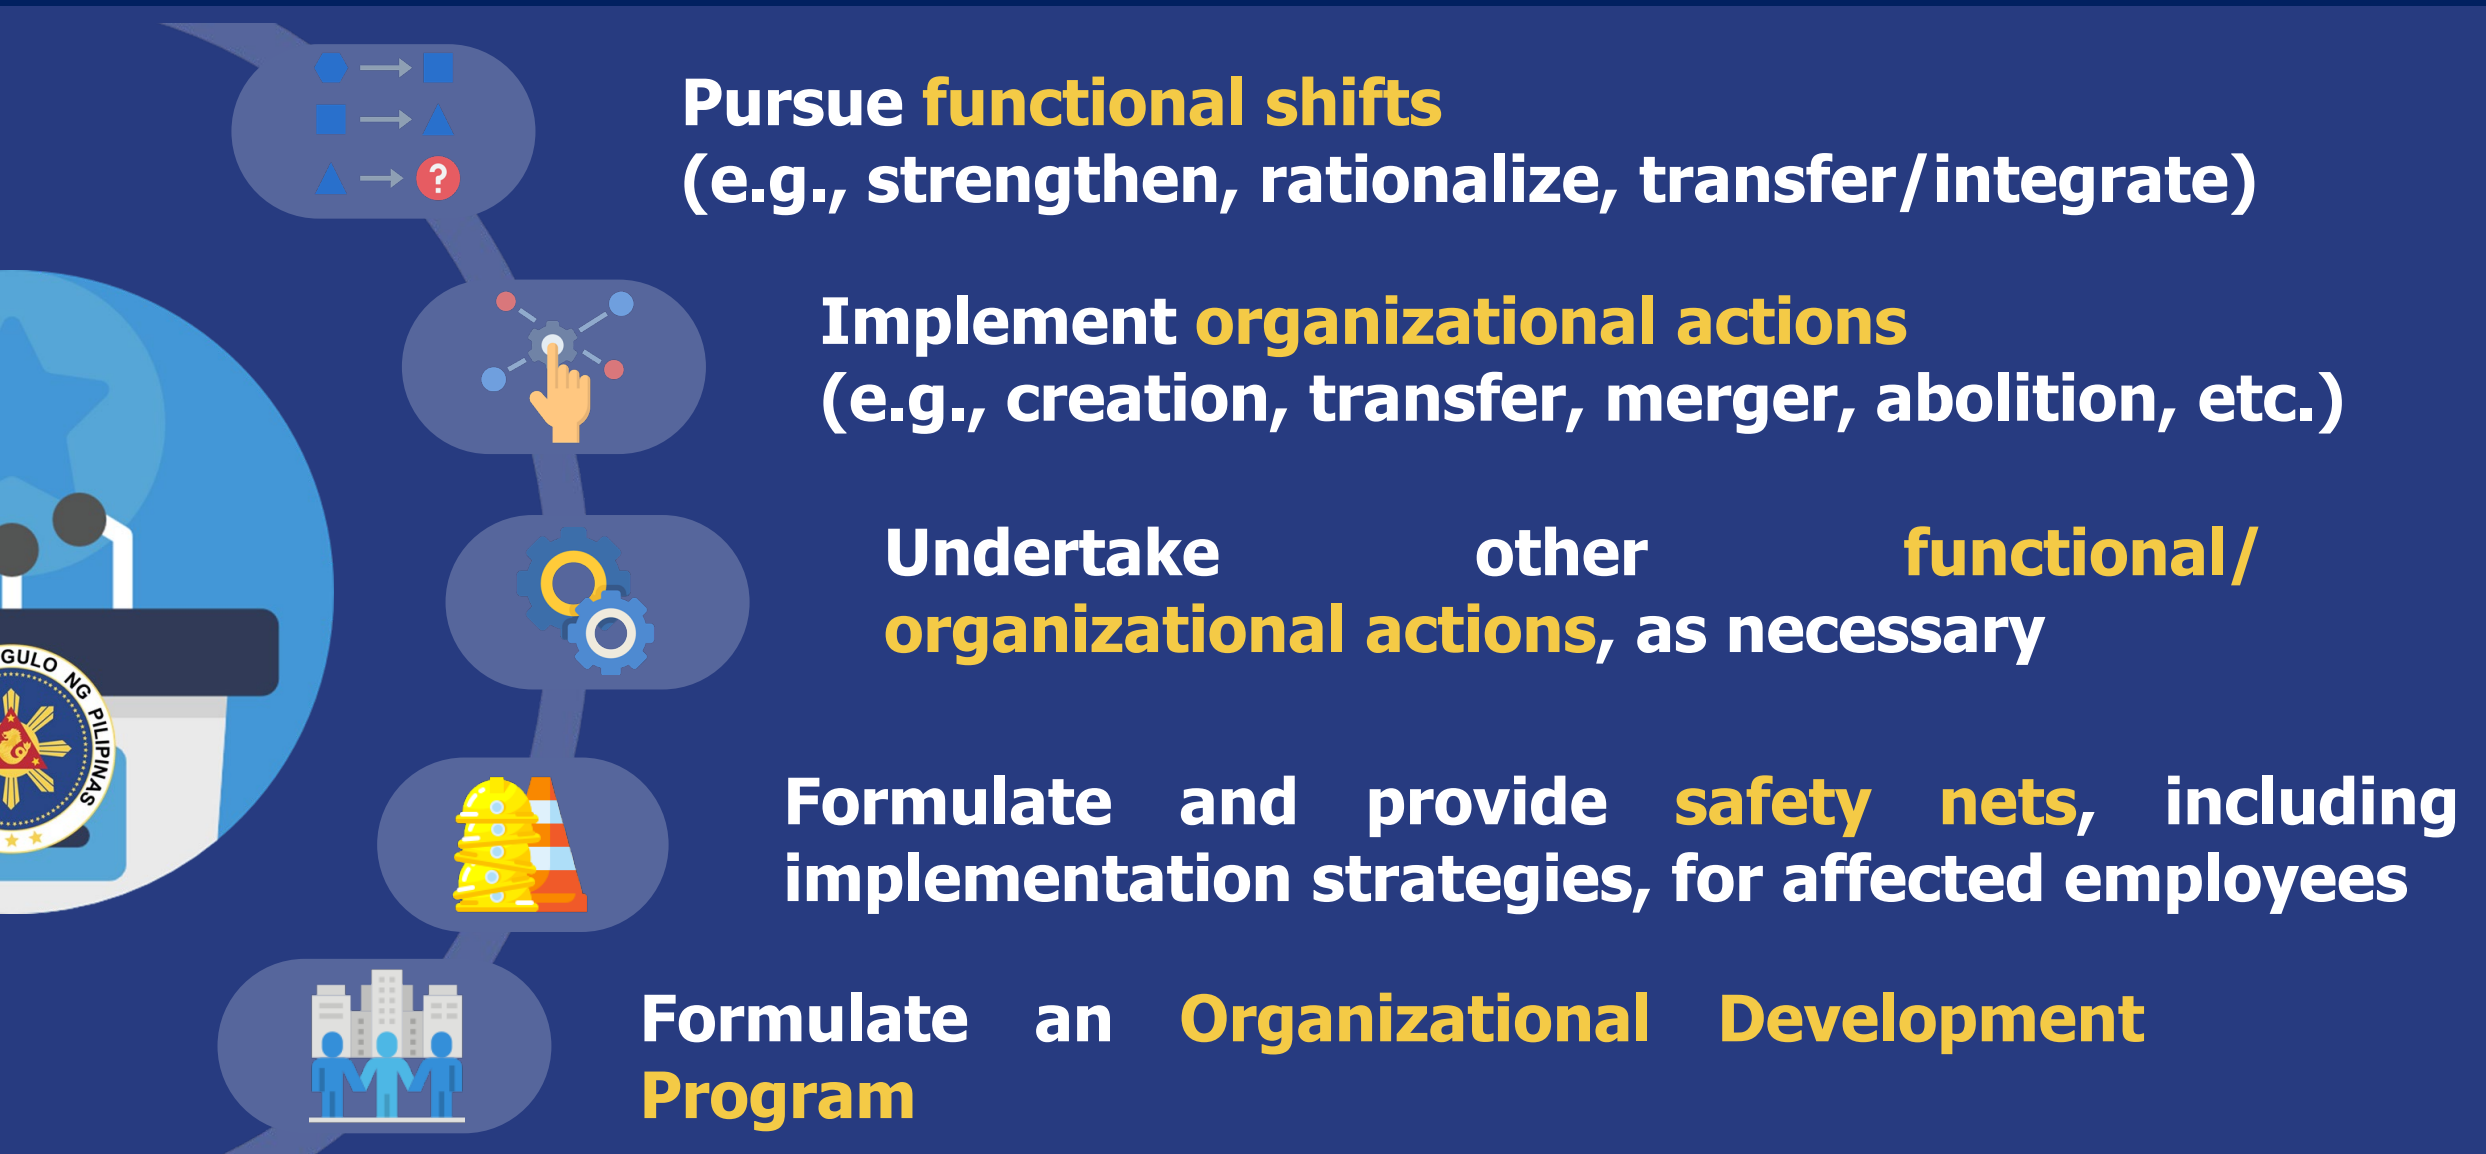 Pursue functional shifts
(e.g., strengthen, rationalize, transfer/integrate)
Implement organizational actions
(e.g., creation, transfer, merger, abolition, etc.)
Undertake other functional/
organizational actions, as necessary
Formulate and provide safety nets, including
implementation strategies, for affected employees
Formulate an Organizational Development
Program
?
GULO NG PILIPINAS